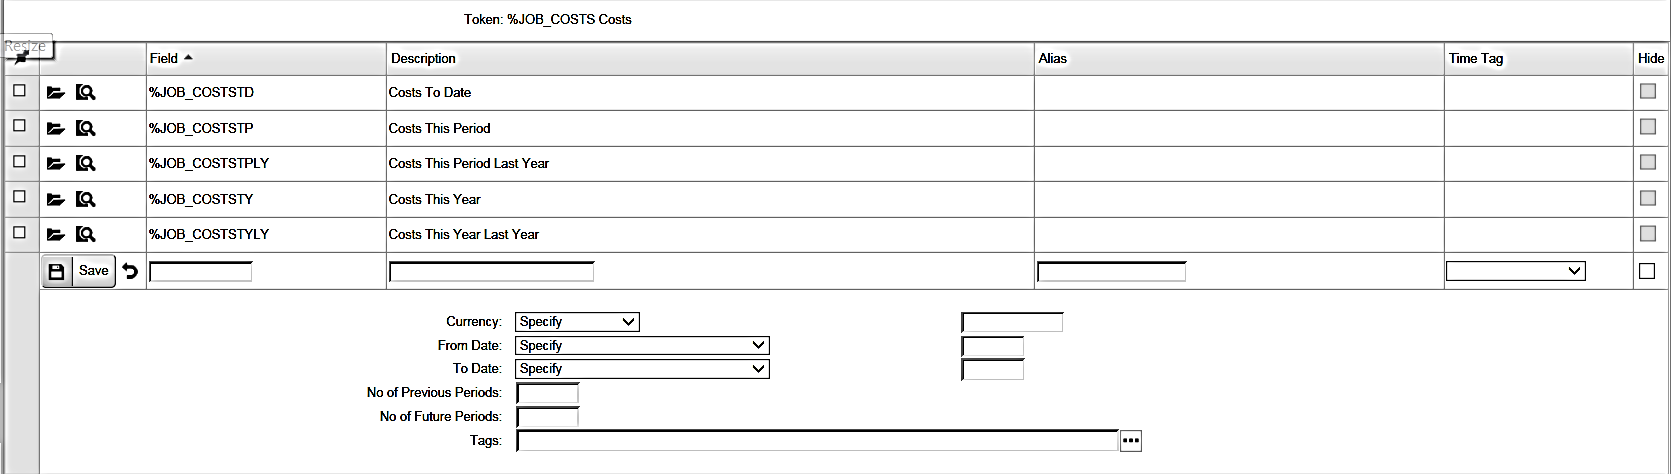 Token: %JOB_COSTS Costs
Resize
Field Description Alias Time Tag Hide
%JOB_COSTSTD Costs To Date
%JOB_COSTSTP Costs This Period
%JOB_COSTSTPLY Costs This Period Last Year
%JOB_COSTSTY Costs This Year
%JOB_COSTSTYLY Costs This Year Last Year
Save
Currency: Specify
From Date: Specify
To Date: Specify
No of Previous Periods:
No of Future Periods:
Tags: